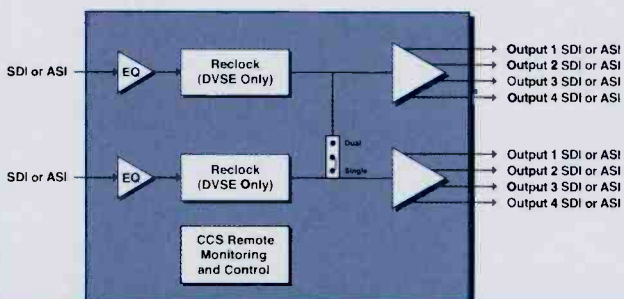 SDI or ASI
EQ
Reclock
(DVSE Only)
Output 1 SDI or ASI
Output 2 SDI or ASI
Output 3 SDI or ASI
Output 4 SDI or ASI
Dual
Single
SDI or ASI
EQ
Reclock
(DVSE Only)
Output 1 SDI or ASI
Output 2 SDI or ASI
Output 3 SDI or ASI
Output 4 SDI or ASI
CCS Remote
Monitoring
and Control